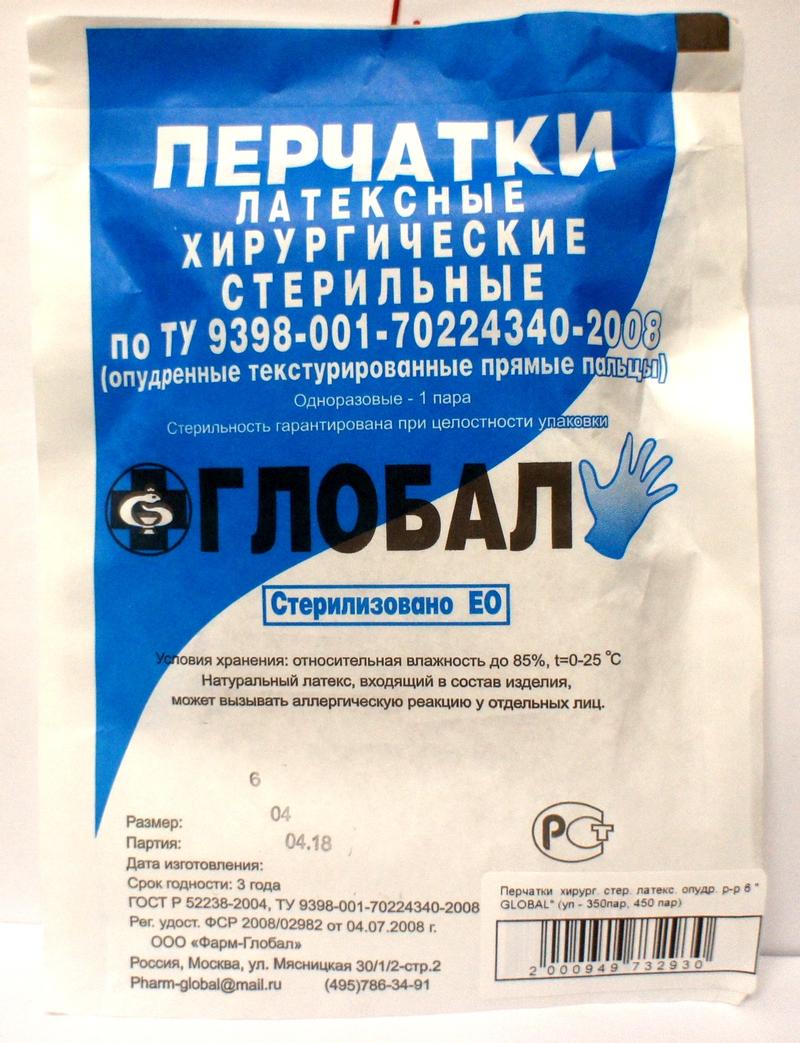 ПЕРЧАТКИ
ЛАТЕКСНЫЕ
ХИРУРГИЧЕСКИЕ
СТЕРИЛЬНЫЕ
по ТУ 9398-001-70224340-2008
(опудренные текстурированные прямые пальцы)
Одноразовые - 1 пара
Стерильность гарантирована при целостности упаковки
ГЛОБАЛ
Стерилизовано ЕО
Условия хранения: относительная влажность до 85%, t=0-25 °C
Натуральный латекс, входящий в состав изделия,
может вызывать аллергическую реакцию у отдельных лиц.
6
Размер: 04
Партия: 04.18
Дата изготовления:
Срок годности: 3 года
ГОСТ Р 52238-2004, ТУ 9398-001-70224340-2008
Рег. удост. ФСР 2008/02982 от 04.07.2008 г.
ООО «Фарм-Глобал»
Россия, Москва, ул. Мясницкая 30/1/2-стр.2
Pharm-global@mail.ru (495)786-34-91
РСТ
Перчатки хирург. стер. латекс. опудр. р-р 6 "
GLOBAL" (уп - 350пар, 450 пар)
2 000949 732930